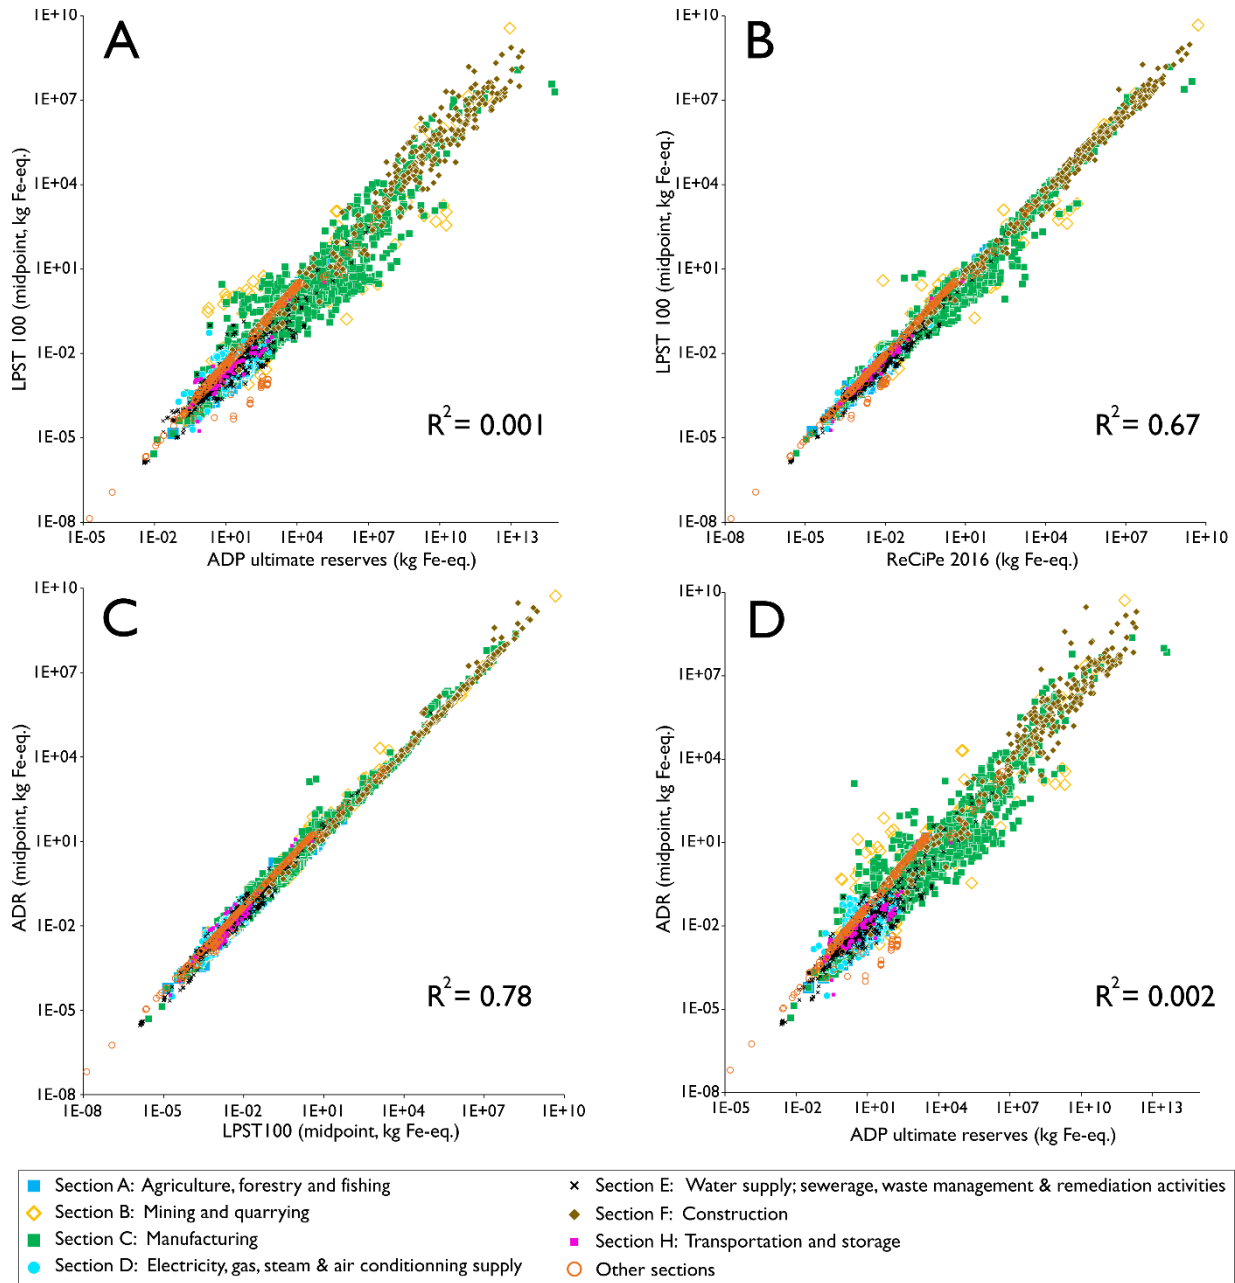 A
1E+10
1E+07
1E+04
1E+01
1E-02
1E-05
1E-08
LPST 100 (midpoint, kg Fe-eq.)
R² = 0.001
1E-05
1E-02
1E+01
1E+04
1E+07
1E+10
1E+13
ADP ultimate reserves (kg Fe-eq.)
B
1E+10
1E+07
1E+04
1E+01
1E-02
1E-05
1E-08
LPST 100 (midpoint, kg Fe-eq.)
R² = 0.67
1E-08
1E-05
1E-02
1E+01
1E+04
1E+07
1E+10
ReCiPe 2016 (kg Fe-eq.)
C
1E+10
1E+07
1E+04
1E+01
1E-02
1E-05
1E-08
ADR (midpoint, kg Fe-eq.)
R² = 0.78
1E-08
1E-05
1E-02
1E+01
1E+04
1E+07
1E+10
LPST100 (midpoint, kg Fe-eq.)
D
1E+10
1E+07
1E+04
1E+01
1E-02
1E-05
1E-08
ADR (midpoint, kg Fe-eq.)
R² = 0.002
1E-05
1E-02
1E+01
1E+04
1E+07
1E+10
1E+13
ADP ultimate reserves (kg Fe-eq.)
Section A: Agriculture, forestry and fishing
Section B: Mining and quarrying
Section C: Manufacturing
Section D: Electricity, gas, steam & air conditionning supply
Section E: Water supply; sewerage, waste management & remediation activities
Section F: Construction
Section H: Transportation and storage
Other sections